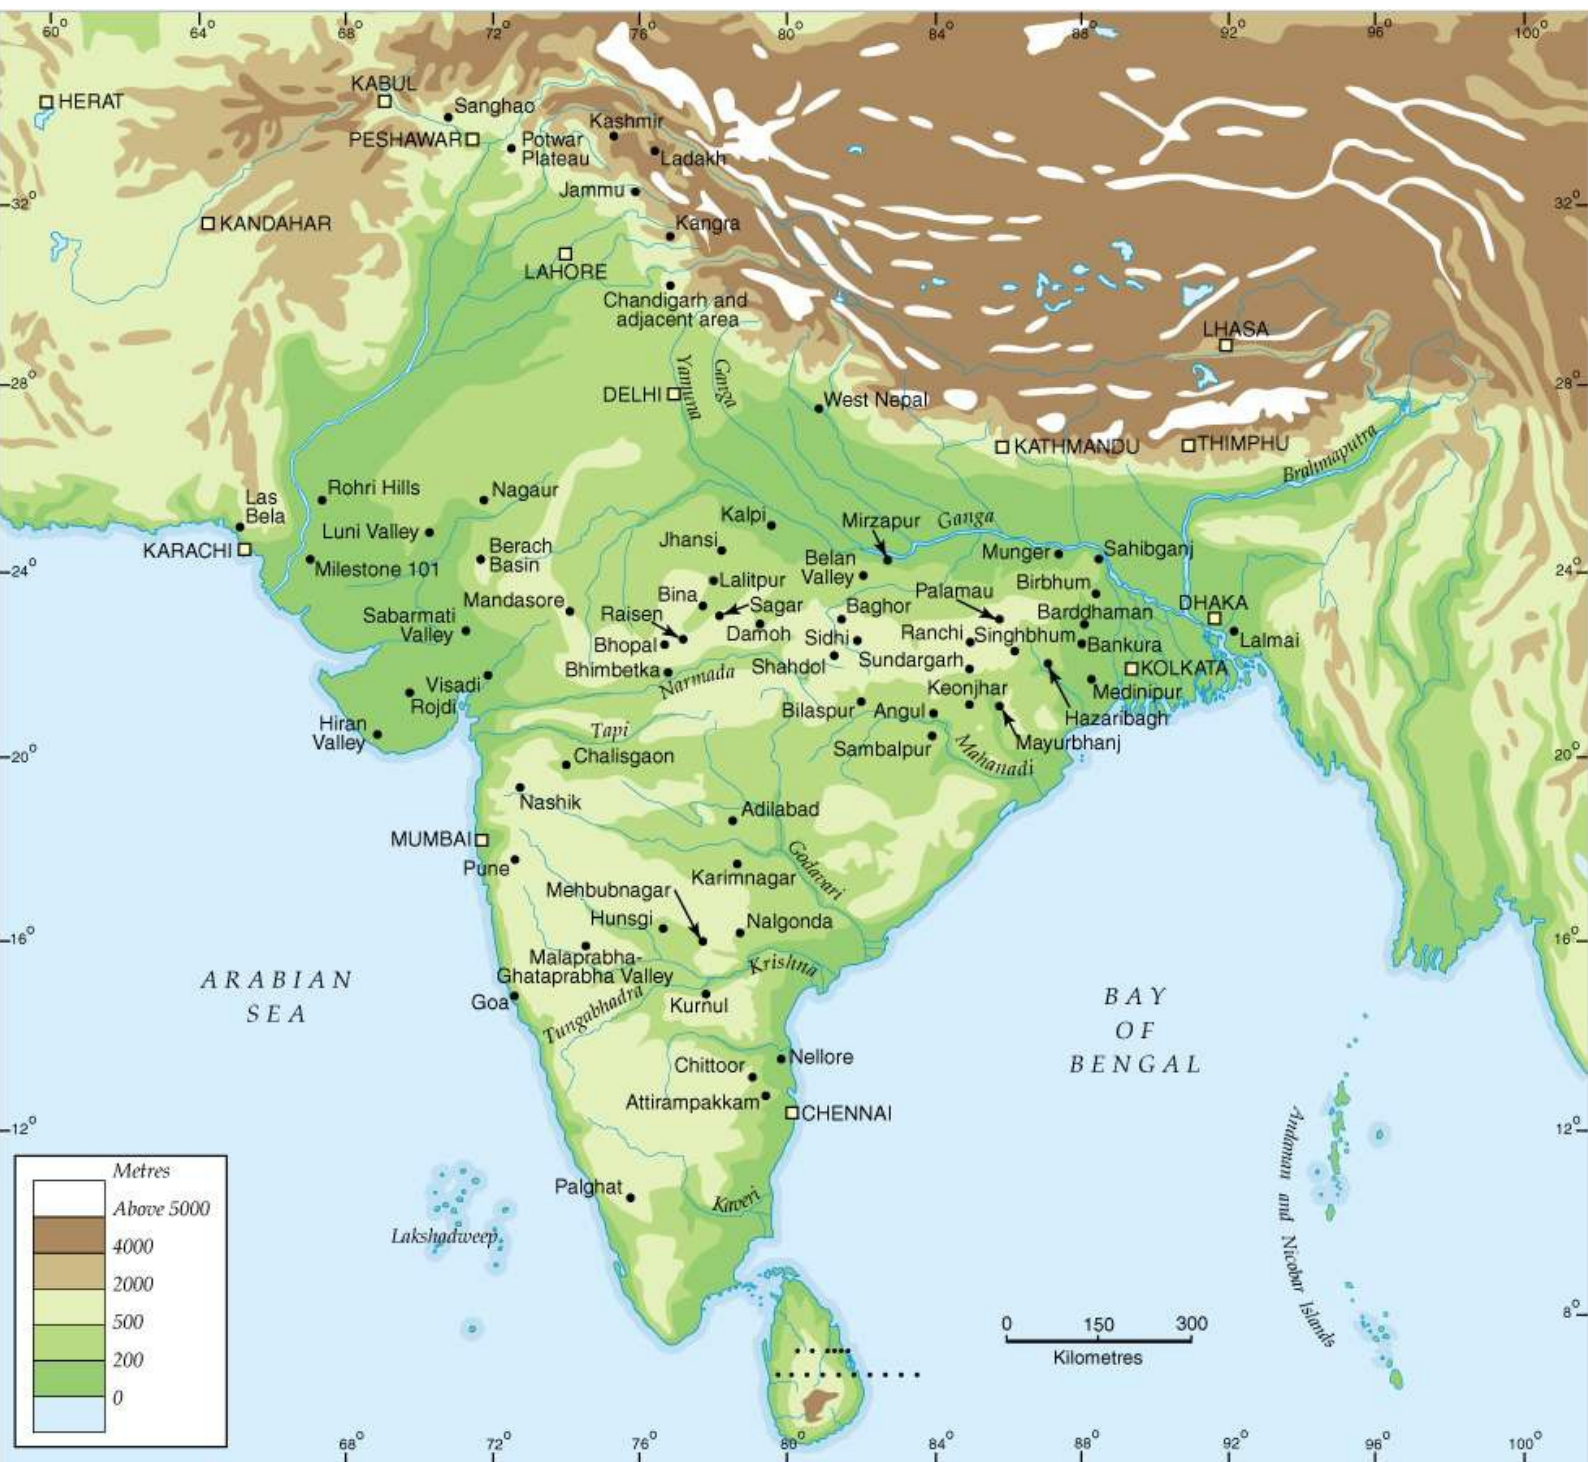 60° 64° 68° 72° 76° 80° 84° 88° 92° 96° 100°
KABUL
HERAT
Sanghao
Kashmir
PESHAWAR
Potwar
Plateau
Ladakh
Jammu
32°
32°
KANDAHAR
Kangra
LAHORE
Chandigarh and
adjacent area
LHASA
28°
28°
Yamuna
Ganga
DELHI
West Nepal
KATHMANDU
THIMPHU
Brahmaputra
Las
Bela
Rohri Hills
Nagaur
Luni Valley
Kalpi
Mirzapur
Ganga
KARACHI
Berach
Basin
Jhansi
Belan
Valley
Munger
Sahibganj
24°
Milestone 101
24°
Lalitpur
Birbhum
Mandasore
Bina
Sagar
Palamau
DHAKA
Sabarmati
Valley
Raisen
Baghor
Barddhaman
Damoh
Sidhi
Ranchi
Singhbhum
Bankura
Lalmai
Bhopal
Shahdol
Sundargarh
KOLKATA
Bhimbetka
Narmada
Visadi
Keonjhar
Medinipur
Rojdi
Bilaspur
Angul
Hazaribagh
Hiran
Valley
Tapi
Sambalpur
Mahanadi
Mayurbhanj
20°
20°
Chalisgaon
Nashik
Adilabad
MUMBAI
Pune
Karimnagar
Godavari
Mehbubnagar
Hunsgi
Nalgonda
16°
16°
Malaprabha-
Ghataprabha Valley
Krishna
ARABIAN
SEA
Goa
Tungabhadra
Kurnul
BAY
OF
BENGAL
Chittoor
Nellore
Attirampakkam
CHENNAI
12°
12°
Andaman and Nicobar Islands
Palghat
Kaveri
Lakshadweep
Metres
Above 5000
4000
2000
500
200
0
8°
0 150 300
Kilometres
68° 72° 76° 80° 84° 88° 92° 96° 100°